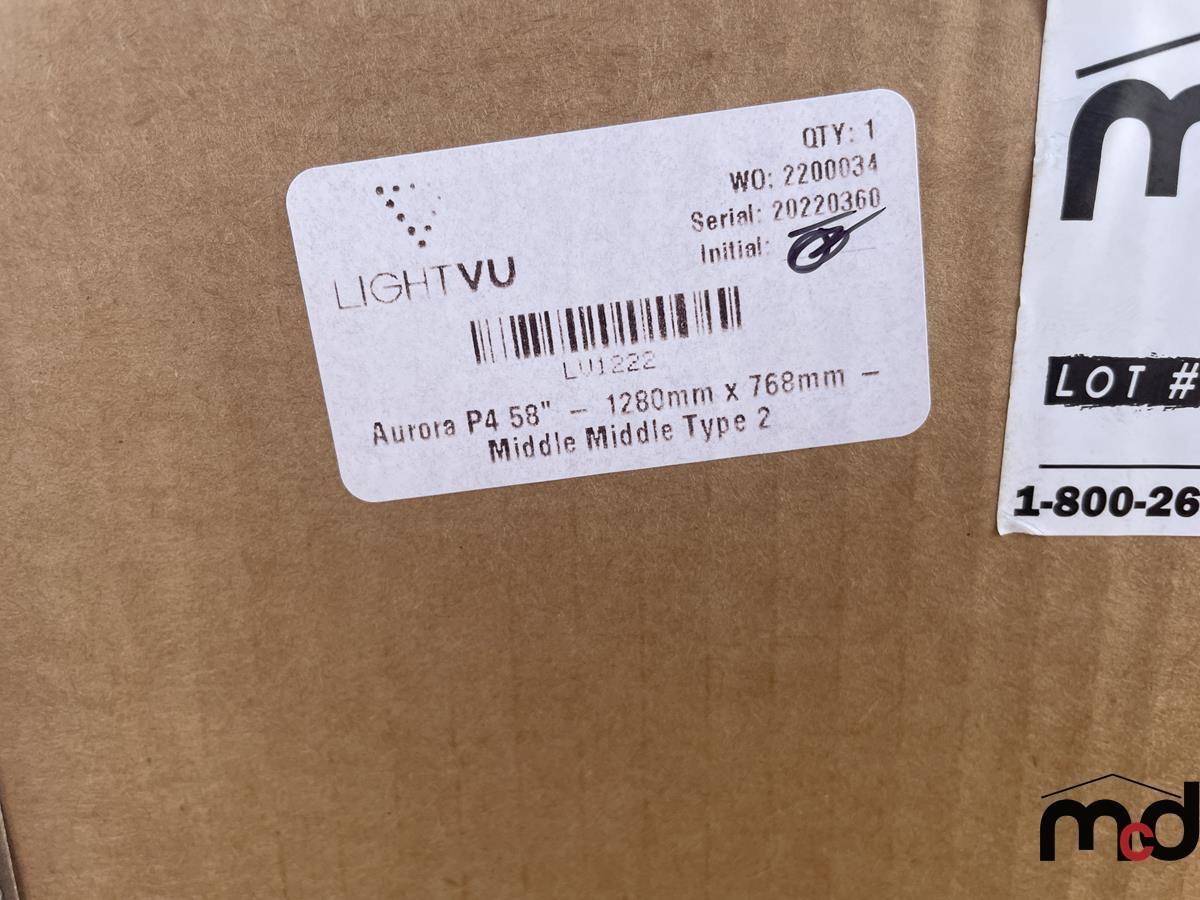 QTY: 1
WO: 2200034
Serial: 20220360
Initial:
LIGHTVU
LV1222
Aurora P4 58" - 1280mm x 768mm -
Middle Middle Type 2
m
LOT #
1-800-26
mcd